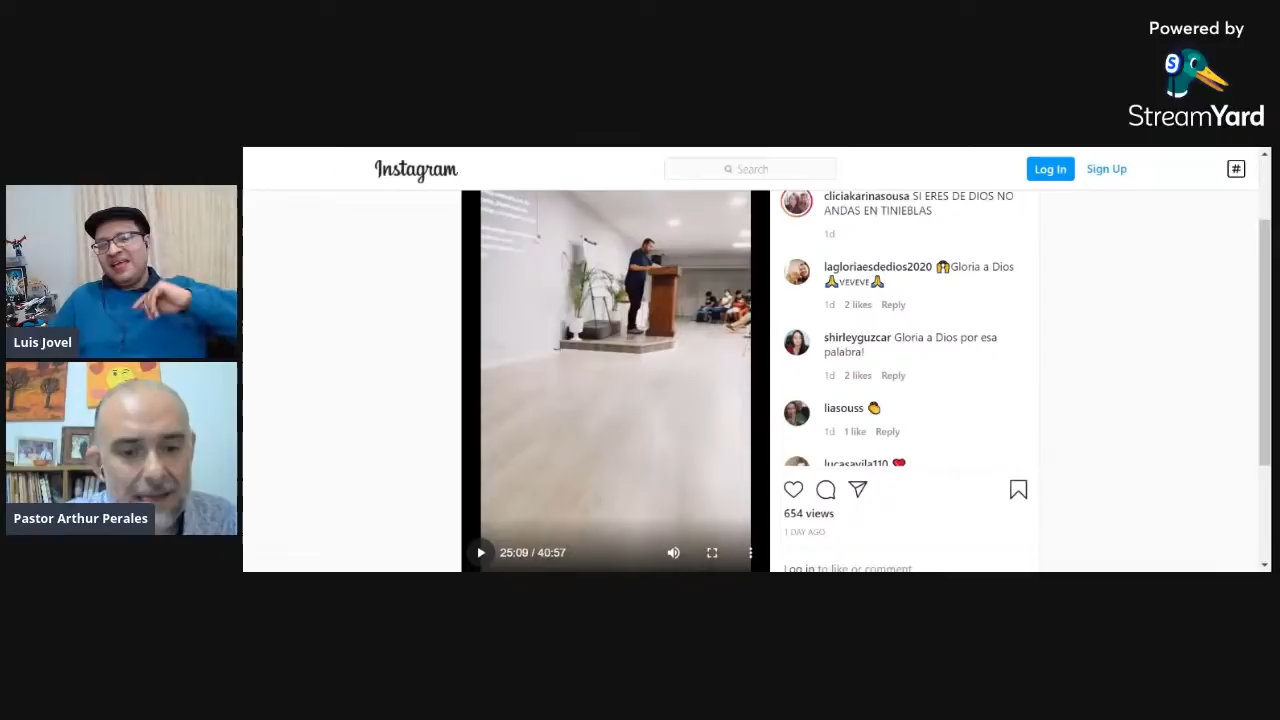 Powered by
StreamYard
Instagram
Search
Log In
Sign Up
#
Luis Jovel
Pastor Arthur Perales
cliciakarinasousa SI ERES DE DIOS NO
ANDAS EN TINIEBLAS
1d
lagloriaesdedios2020 🙌Gloria a Dios
🙏VEVEVE🙏
1d 2 likes Reply
shirleyguzcar Gloria a Dios por esa
palabra!
1d 2 likes Reply
liasouss 👏
1d 1 like Reply
lucasavila110 ❤️
654 views
1 DAY AGO
Log in to like or comment.
25:09 / 40:57